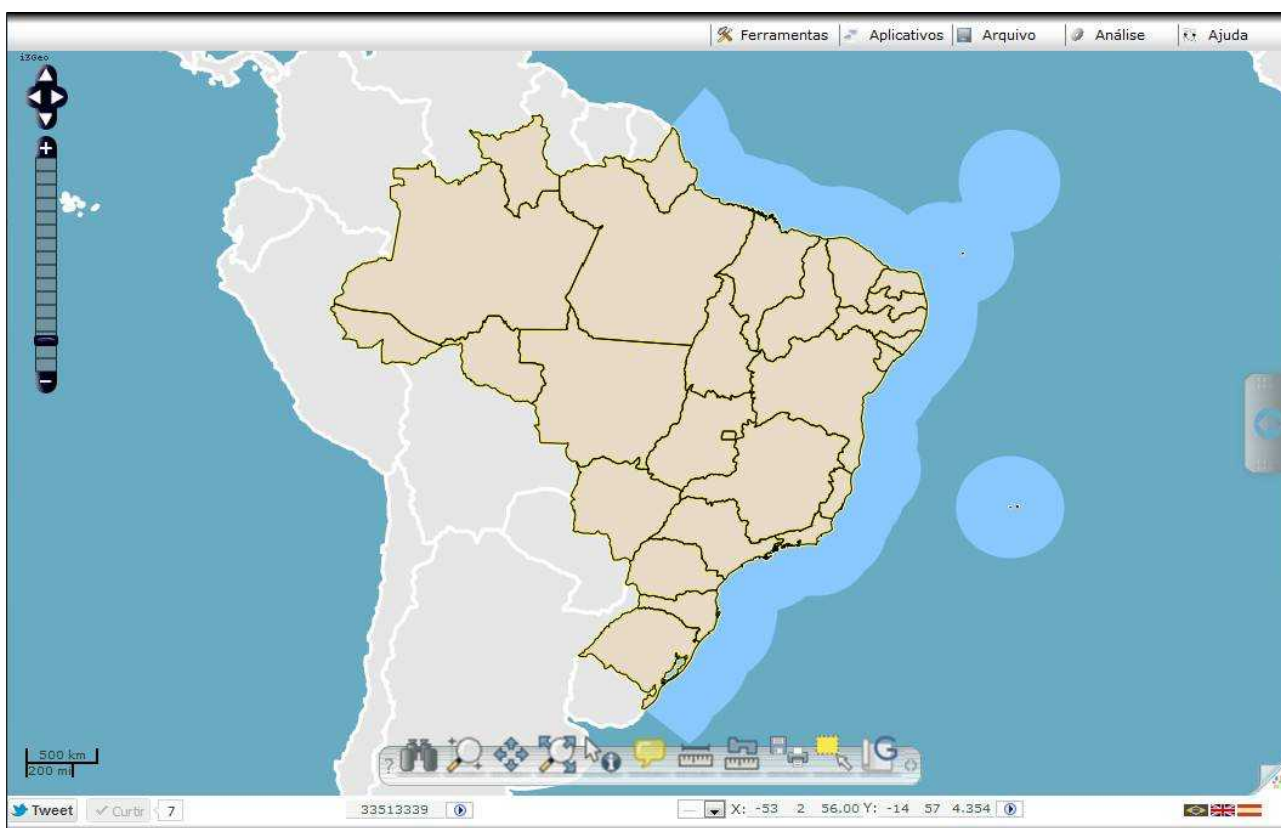 Ferramentas Aplicativos Arquivo Análise Ajuda
i3Geo
+
−
500 km
200 mi
?
i
G
Tweet Curtir 7 33513339 X: -53 2 56.00 Y: -14 57 4.354